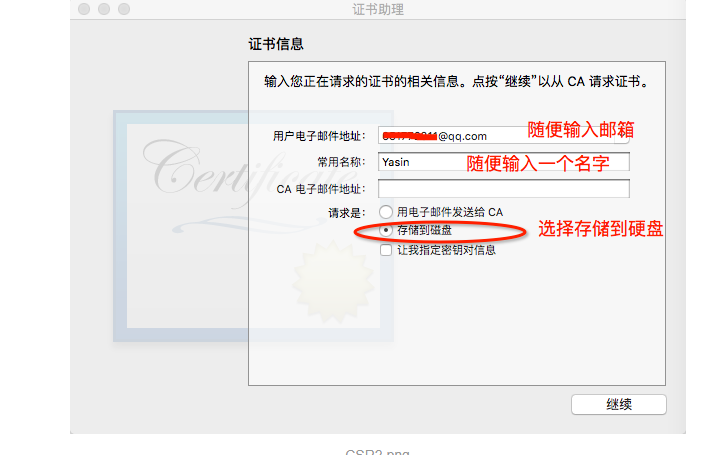 证书助理
证书信息
输入您正在请求的证书的相关信息。点按“继续”以从 CA 请求证书。
用户电子邮件地址： @qq.com 随便输入邮箱
常用名称： Yasin 随便输入一个名字
CA 电子邮件地址：
请求是： 用电子邮件发送给 CA
存储到磁盘 选择存储到硬盘
让我指定密钥对信息
Certificate
继续
CSR2.png